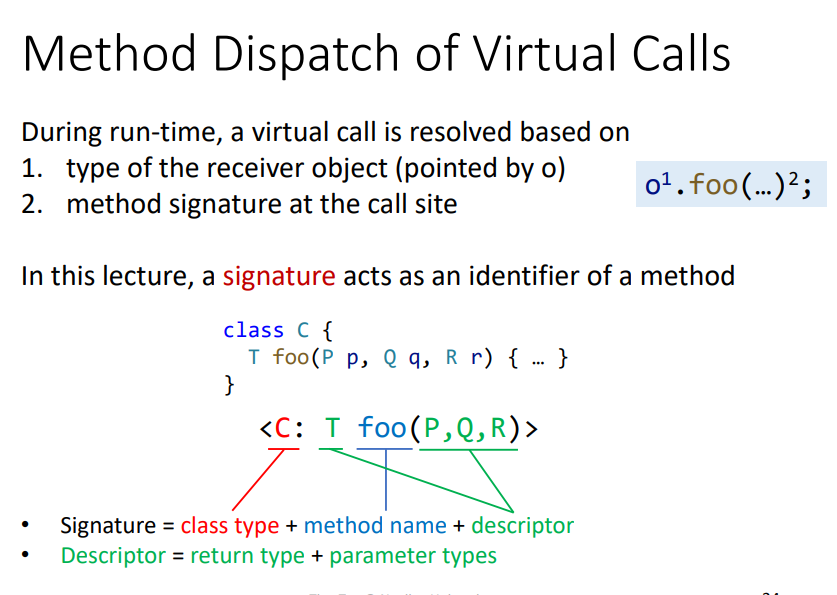 Method Dispatch of Virtual Calls
During run-time, a virtual call is resolved based on
1. type of the receiver object (pointed by o)
2. method signature at the call site
o¹.foo(…)²;
In this lecture, a signature acts as an identifier of a method
class C {
T foo(P p, Q q, R r) { … }
}
<C: T foo(P,Q,R)>
• Signature = class type + method name + descriptor
• Descriptor = return type + parameter types